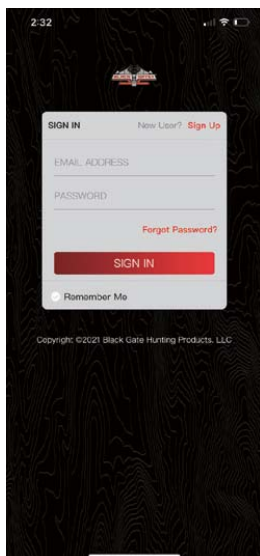 2:32
SIGN IN New User? Sign Up
EMAIL ADDRESS
PASSWORD
Forgot Password?
SIGN IN
Remember Me
Copyright ©2021 Black Gate Hunting Products, LLC